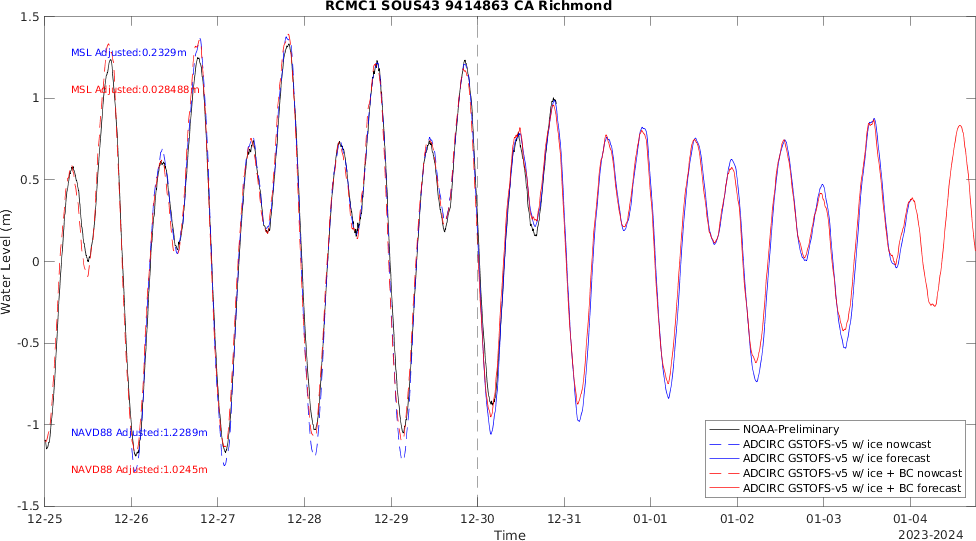 RCMC1 SOUS43 9414863 CA Richmond
1.5
1
0.5
0
-0.5
-1
-1.5
Water Level (m)
MSL Adjusted:0.2329m
MSL Adjusted:0.028488m
NAVD88 Adjusted:1.2289m
NAVD88 Adjusted:1.0245m
NOAA-Preliminary
ADCIRC GSTOFS-v5 w/ ice nowcast
ADCIRC GSTOFS-v5 w/ ice forecast
ADCIRC GSTOFS-v5 w/ ice + BC nowcast
ADCIRC GSTOFS-v5 w/ ice + BC forecast
12-25 12-26 12-27 12-28 12-29 12-30 12-31 01-01 01-02 01-03 01-04
Time
2023-2024